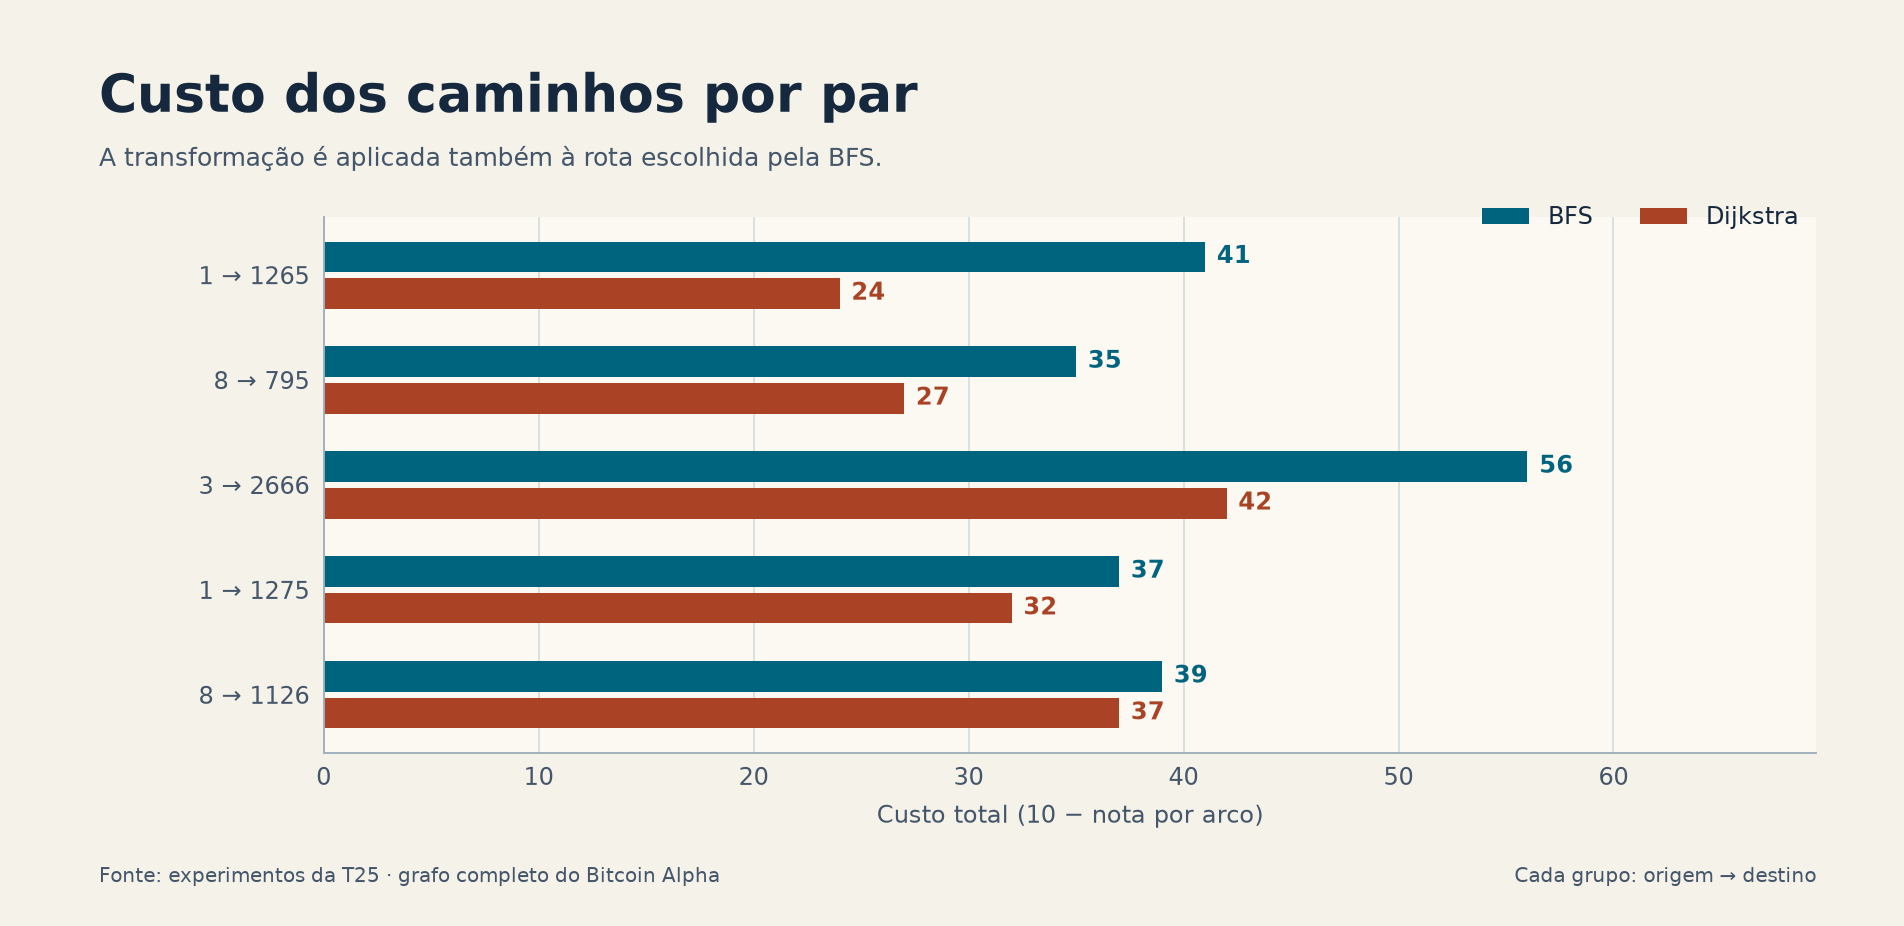 Custo dos caminhos por par
A transformação é aplicada também à rota escolhida pela BFS.
BFS
Dijkstra
1 → 1265
41
24
8 → 795
35
27
3 → 2666
56
42
1 → 1275
37
32
8 → 1126
39
37
0 10 20 30 40 50 60
Custo total (10 − nota por arco)
Fonte: experimentos da T25 · grafo completo do Bitcoin Alpha
Cada grupo: origem → destino